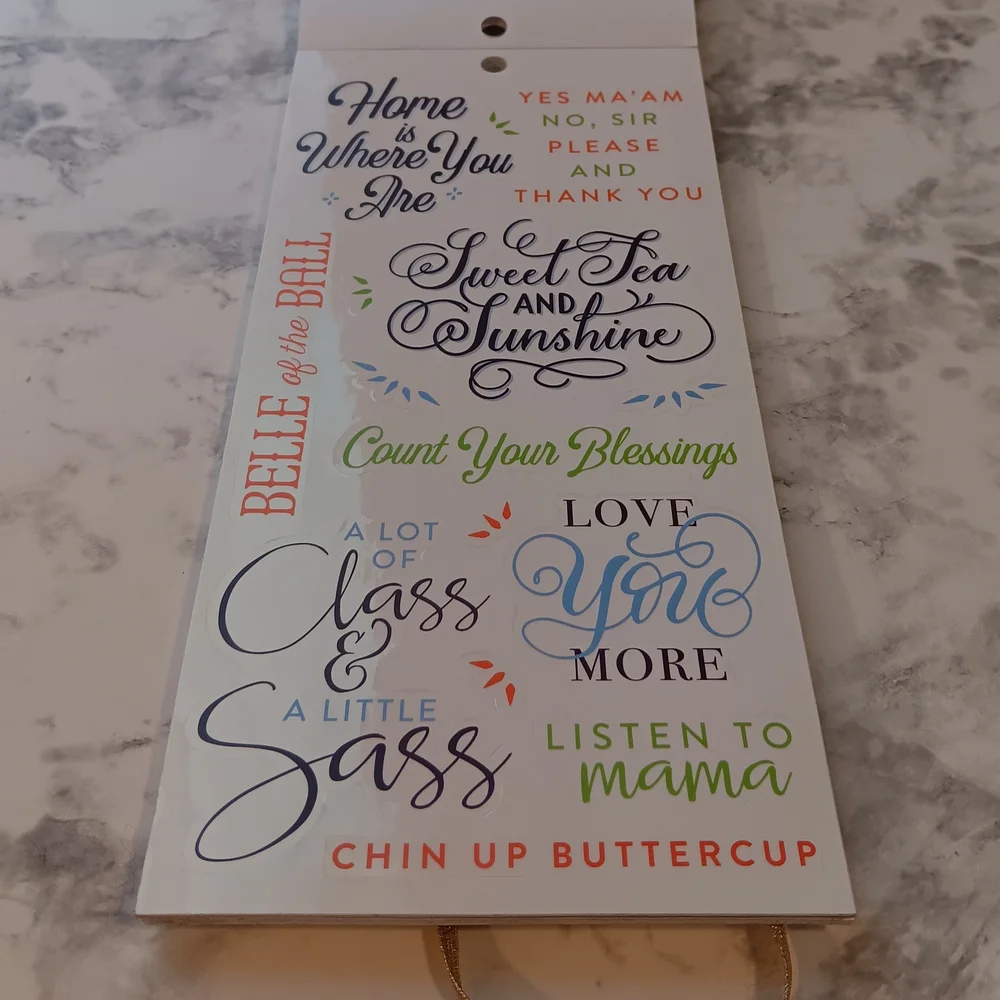 Home
is
Where You
Are
YES MA'AM
NO, SIR
PLEASE
AND
THANK YOU
BELLE of the BALL
Sweet Tea
AND
Sunshine
Count Your Blessings
A LOT
OF
Class
&
A LITTLE
Sass
LOVE
You
MORE
LISTEN TO
mama
CHIN UP BUTTERCUP